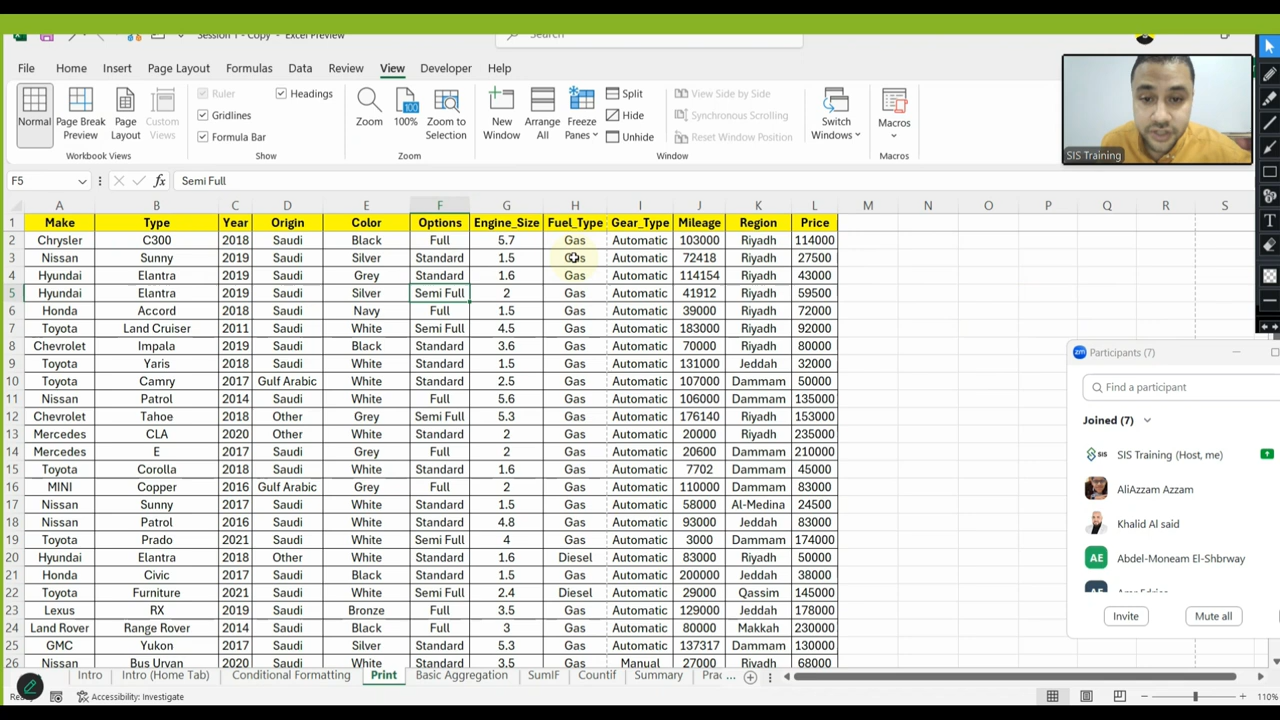 Session 1 - Copy - Excel Preview
Search
File Home Insert Page Layout Formulas Data Review View Developer Help
Normal
Page Break Preview
Page Layout
Custom Views
Workbook Views
Ruler
Headings
Gridlines
Formula Bar
Show
Zoom
100
100%
Zoom to Selection
Zoom
New Window
Arrange All
Freeze Panes
Split
Hide
Unhide
View Side by Side
Synchronous Scrolling
Reset Window Position
Window
Switch Windows
Macros
Macros
SIS Training
F5 fx Semi Full
A B C D E F G H I J K L M N O P Q R S
1 Make Type Year Origin Color Options Engine_Size Fuel_Type Gear_Type Mileage Region Price
2 Chrysler C300 2018 Saudi Black Full 5.7 Gas Automatic 103000 Riyadh 114000
3 Nissan Sunny 2019 Saudi Silver Standard 1.5 Gas Automatic 72418 Riyadh 27500
4 Hyundai Elantra 2019 Saudi Grey Standard 1.6 Gas Automatic 114154 Riyadh 43000
5 Hyundai Elantra 2019 Saudi Silver Semi Full 2 Gas Automatic 41912 Riyadh 59500
6 Honda Accord 2018 Saudi Navy Full 1.5 Gas Automatic 39000 Riyadh 72000
7 Toyota Land Cruiser 2011 Saudi White Semi Full 4.5 Gas Automatic 183000 Riyadh 92000
8 Chevrolet Impala 2019 Saudi Black Standard 3.6 Gas Automatic 70000 Riyadh 80000
9 Toyota Yaris 2018 Saudi White Standard 1.5 Gas Automatic 131000 Jeddah 32000
10 Toyota Camry 2017 Gulf Arabic White Standard 2.5 Gas Automatic 107000 Dammam 50000
11 Nissan Patrol 2014 Saudi White Full 5.6 Gas Automatic 106000 Dammam 135000
12 Chevrolet Tahoe 2018 Other Grey Semi Full 5.3 Gas Automatic 176140 Riyadh 153000
13 Mercedes CLA 2020 Other White Standard 2 Gas Automatic 20000 Riyadh 235000
14 Mercedes E 2017 Saudi Grey Full 2 Gas Automatic 20600 Dammam 210000
15 Toyota Corolla 2018 Saudi White Standard 1.6 Gas Automatic 7702 Dammam 45000
16 MINI Copper 2016 Gulf Arabic Grey Full 2 Gas Automatic 110000 Dammam 83000
17 Nissan Sunny 2017 Saudi White Standard 1.5 Gas Automatic 58000 Al-Medina 24500
18 Nissan Patrol 2016 Saudi White Standard 4.8 Gas Automatic 93000 Jeddah 83000
19 Toyota Prado 2021 Saudi White Semi Full 4 Gas Automatic 3000 Dammam 174000
20 Hyundai Elantra 2018 Other White Standard 1.6 Diesel Automatic 83000 Riyadh 50000
21 Honda Civic 2017 Saudi Black Standard 1.5 Gas Automatic 200000 Jeddah 38000
22 Toyota Furniture 2021 Saudi White Semi Full 2.4 Diesel Automatic 29000 Qassim 145000
23 Lexus RX 2019 Saudi Bronze Full 3.5 Gas Automatic 129000 Jeddah 178000
24 Land Rover Range Rover 2014 Saudi Black Full 3 Gas Automatic 80000 Makkah 230000
25 GMC Yukon 2017 Saudi Silver Standard 5.3 Gas Automatic 137317 Dammam 130000
26 Nissan Bus Urvan 2020 Saudi White Standard 3.5 Gas Manual 27000 Riyadh 68000
zm Participants (7)
Find a participant
Joined (7)
SIS SIS Training (Host, me)
AliAzzam Azzam
Khalid Al said
AE Abdel-Moneam El-Shbrway
Invite Mute all
Intro Intro (Home Tab) Conditional Formatting Print Basic Aggregation SumIF Countif Summary
Accessibility: Investigate
110%